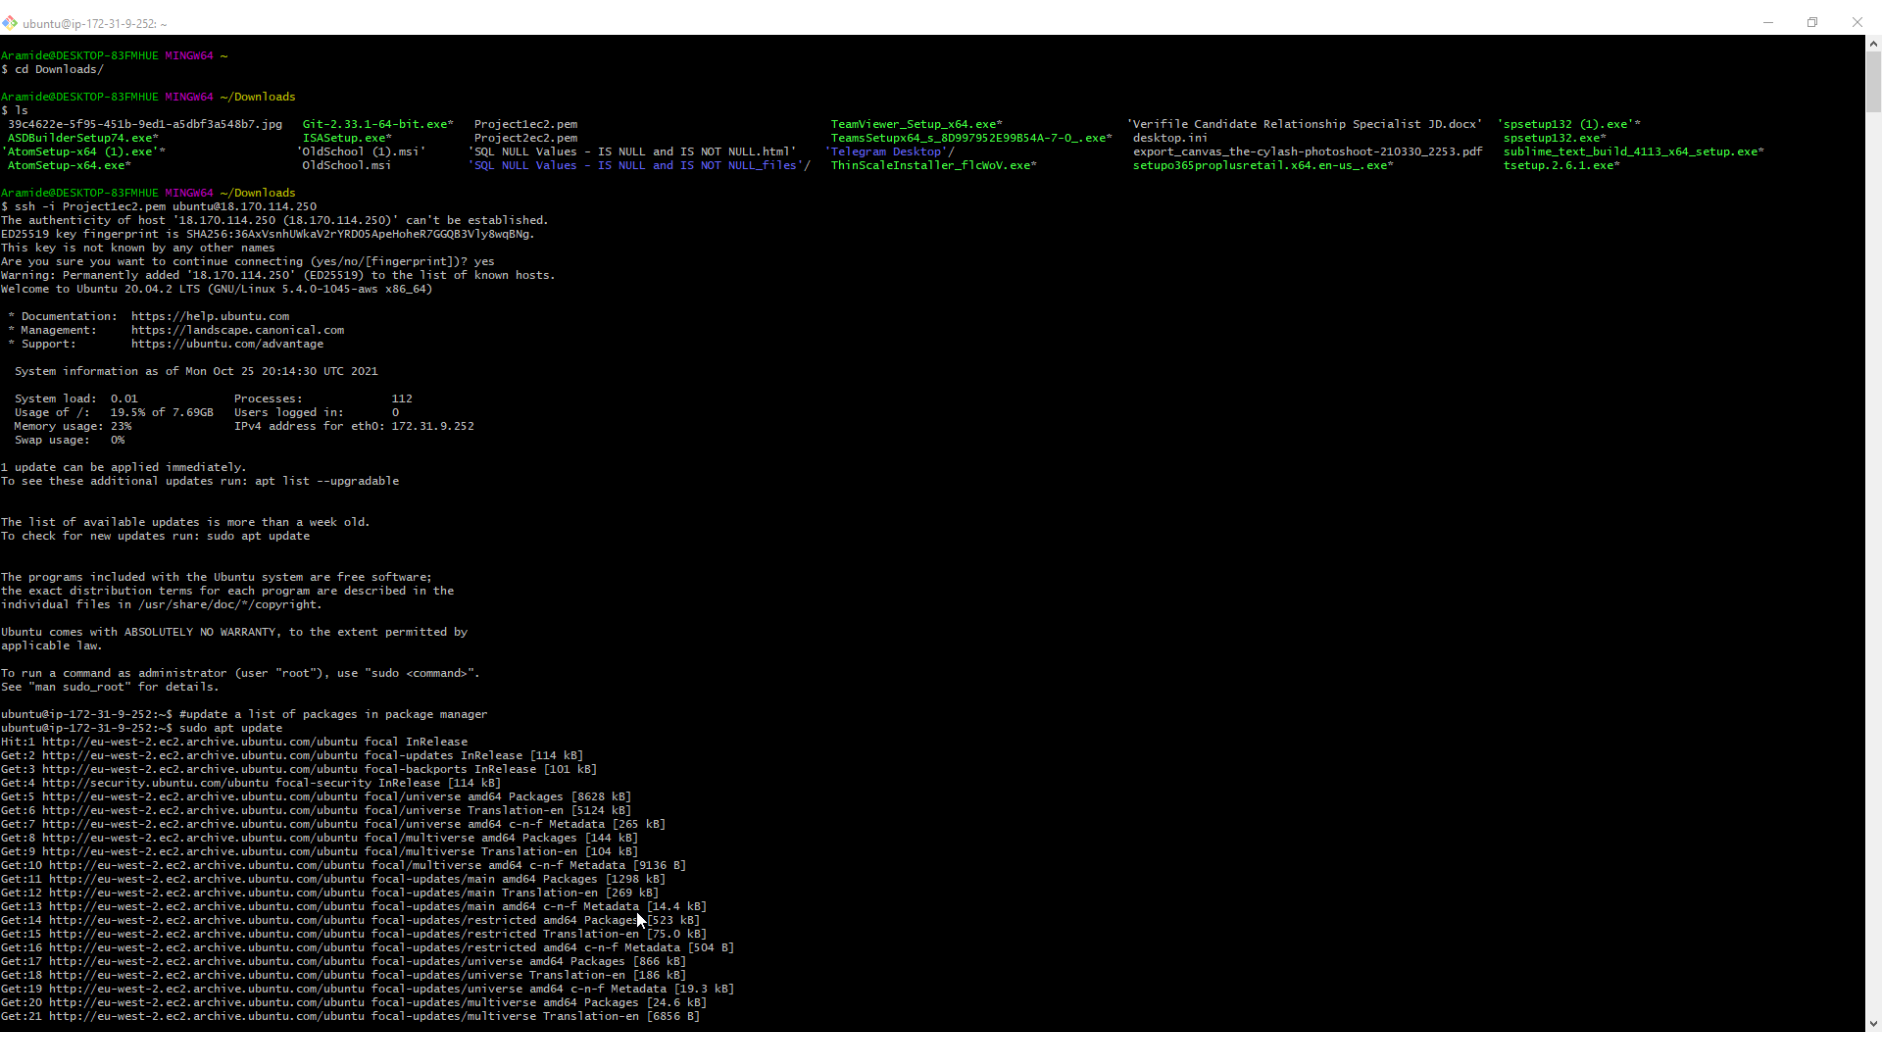 ubuntu@ip-172-31-9-252: ~
Aramide@DESKTOP-83FMHUE MINGW64 ~
$ cd Downloads/
Aramide@DESKTOP-83FMHUE MINGW64 ~/Downloads
$ ls
39c4622e-5f95-451b-9ed1-a5dbf3a548b7.jpg   Git-2.33.1-64-bit.exe*   Project1ec2.pem   TeamViewer_Setup_x64.exe*   'Verifile Candidate Relationship Specialist JD.docx'   'spsetup132 (1).exe'*
ASDBuilderSetup74.exe*   ISASetup.exe*   Project2ec2.pem   TeamsSetupx64_s_8D997952E99B54A-7-0_.exe*   desktop.ini   spsetup132.exe*
'AtomSetup-x64 (1).exe'*   'OldSchool (1).msi'   'SQL NULL Values - IS NULL and IS NOT NULL.html'   'Telegram Desktop'/   export_canvas_the-cylash-photoshoot-210330_2253.pdf   sublime_text_build_4113_x64_setup.exe*
AtomSetup-x64.exe*   OldSchool.msi   'SQL NULL Values - IS NULL and IS NOT NULL_files'/   ThinScaleInstaller_flcWoV.exe*   setupo365proplusretail.x64.en-us_.exe*   tsetup.2.6.1.exe*
Aramide@DESKTOP-83FMHUE MINGW64 ~/Downloads
$ ssh -i Project1ec2.pem ubuntu@18.170.114.250
The authenticity of host '18.170.114.250 (18.170.114.250)' can't be established.
ED25519 key fingerprint is SHA256:36AxVsnhUWkaV2rYRDO5ApeHoheR7GGQB3Vly8wqBNg.
This key is not known by any other names
Are you sure you want to continue connecting (yes/no/[fingerprint])? yes
Warning: Permanently added '18.170.114.250' (ED25519) to the list of known hosts.
Welcome to Ubuntu 20.04.2 LTS (GNU/Linux 5.4.0-1045-aws x86_64)
* Documentation:  https://help.ubuntu.com
* Management:     https://landscape.canonical.com
* Support:        https://ubuntu.com/advantage
System information as of Mon Oct 25 20:14:30 UTC 2021
System load:  0.01              Processes:             112
Usage of /:   19.5% of 7.69GB   Users logged in:       0
Memory usage: 23%               IPv4 address for eth0: 172.31.9.252
Swap usage:   0%
1 update can be applied immediately.
To see these additional updates run: apt list --upgradable
The list of available updates is more than a week old.
To check for new updates run: sudo apt update
The programs included with the Ubuntu system are free software;
the exact distribution terms for each program are described in the
individual files in /usr/share/doc/*/copyright.
Ubuntu comes with ABSOLUTELY NO WARRANTY, to the extent permitted by
applicable law.
To run a command as administrator (user "root"), use "sudo <command>".
See "man sudo_root" for details.
ubuntu@ip-172-31-9-252:~$ #update a list of packages in package manager
ubuntu@ip-172-31-9-252:~$ sudo apt update
Hit:1 http://eu-west-2.ec2.archive.ubuntu.com/ubuntu focal InRelease
Get:2 http://eu-west-2.ec2.archive.ubuntu.com/ubuntu focal-updates InRelease [114 kB]
Get:3 http://eu-west-2.ec2.archive.ubuntu.com/ubuntu focal-backports InRelease [101 kB]
Get:4 http://security.ubuntu.com/ubuntu focal-security InRelease [114 kB]
Get:5 http://eu-west-2.ec2.archive.ubuntu.com/ubuntu focal/universe amd64 Packages [8628 kB]
Get:6 http://eu-west-2.ec2.archive.ubuntu.com/ubuntu focal/universe Translation-en [5124 kB]
Get:7 http://eu-west-2.ec2.archive.ubuntu.com/ubuntu focal/universe amd64 c-n-f Metadata [265 kB]
Get:8 http://eu-west-2.ec2.archive.ubuntu.com/ubuntu focal/multiverse amd64 Packages [144 kB]
Get:9 http://eu-west-2.ec2.archive.ubuntu.com/ubuntu focal/multiverse Translation-en [104 kB]
Get:10 http://eu-west-2.ec2.archive.ubuntu.com/ubuntu focal/multiverse amd64 c-n-f Metadata [9136 B]
Get:11 http://eu-west-2.ec2.archive.ubuntu.com/ubuntu focal-updates/main amd64 Packages [1298 kB]
Get:12 http://eu-west-2.ec2.archive.ubuntu.com/ubuntu focal-updates/main Translation-en [269 kB]
Get:13 http://eu-west-2.ec2.archive.ubuntu.com/ubuntu focal-updates/main amd64 c-n-f Metadata [14.4 kB]
Get:14 http://eu-west-2.ec2.archive.ubuntu.com/ubuntu focal-updates/restricted amd64 Packages [523 kB]
Get:15 http://eu-west-2.ec2.archive.ubuntu.com/ubuntu focal-updates/restricted Translation-en [75.0 kB]
Get:16 http://eu-west-2.ec2.archive.ubuntu.com/ubuntu focal-updates/restricted amd64 c-n-f Metadata [504 B]
Get:17 http://eu-west-2.ec2.archive.ubuntu.com/ubuntu focal-updates/universe amd64 Packages [866 kB]
Get:18 http://eu-west-2.ec2.archive.ubuntu.com/ubuntu focal-updates/universe Translation-en [186 kB]
Get:19 http://eu-west-2.ec2.archive.ubuntu.com/ubuntu focal-updates/universe amd64 c-n-f Metadata [19.3 kB]
Get:20 http://eu-west-2.ec2.archive.ubuntu.com/ubuntu focal-updates/multiverse amd64 Packages [24.6 kB]
Get:21 http://eu-west-2.ec2.archive.ubuntu.com/ubuntu focal-updates/multiverse Translation-en [6856 B]